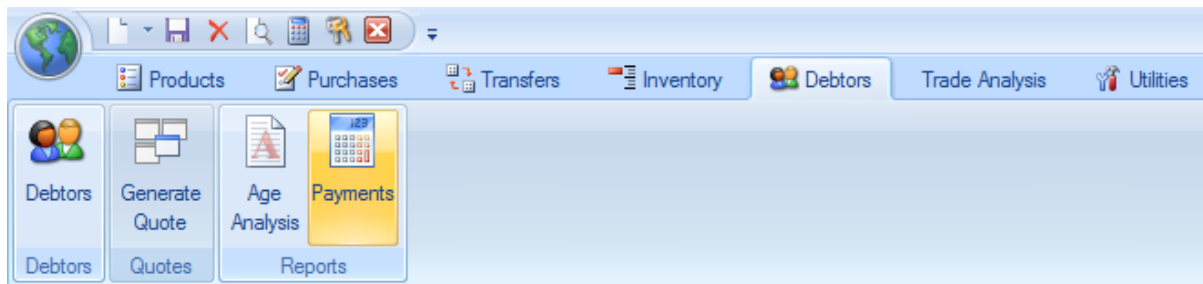 Products
Purchases
Transfers
Inventory
Debtors
Trade Analysis
Utilities
Debtors
Generate
Quote
Age
Analysis
123
Payments
Debtors
Quotes
Reports